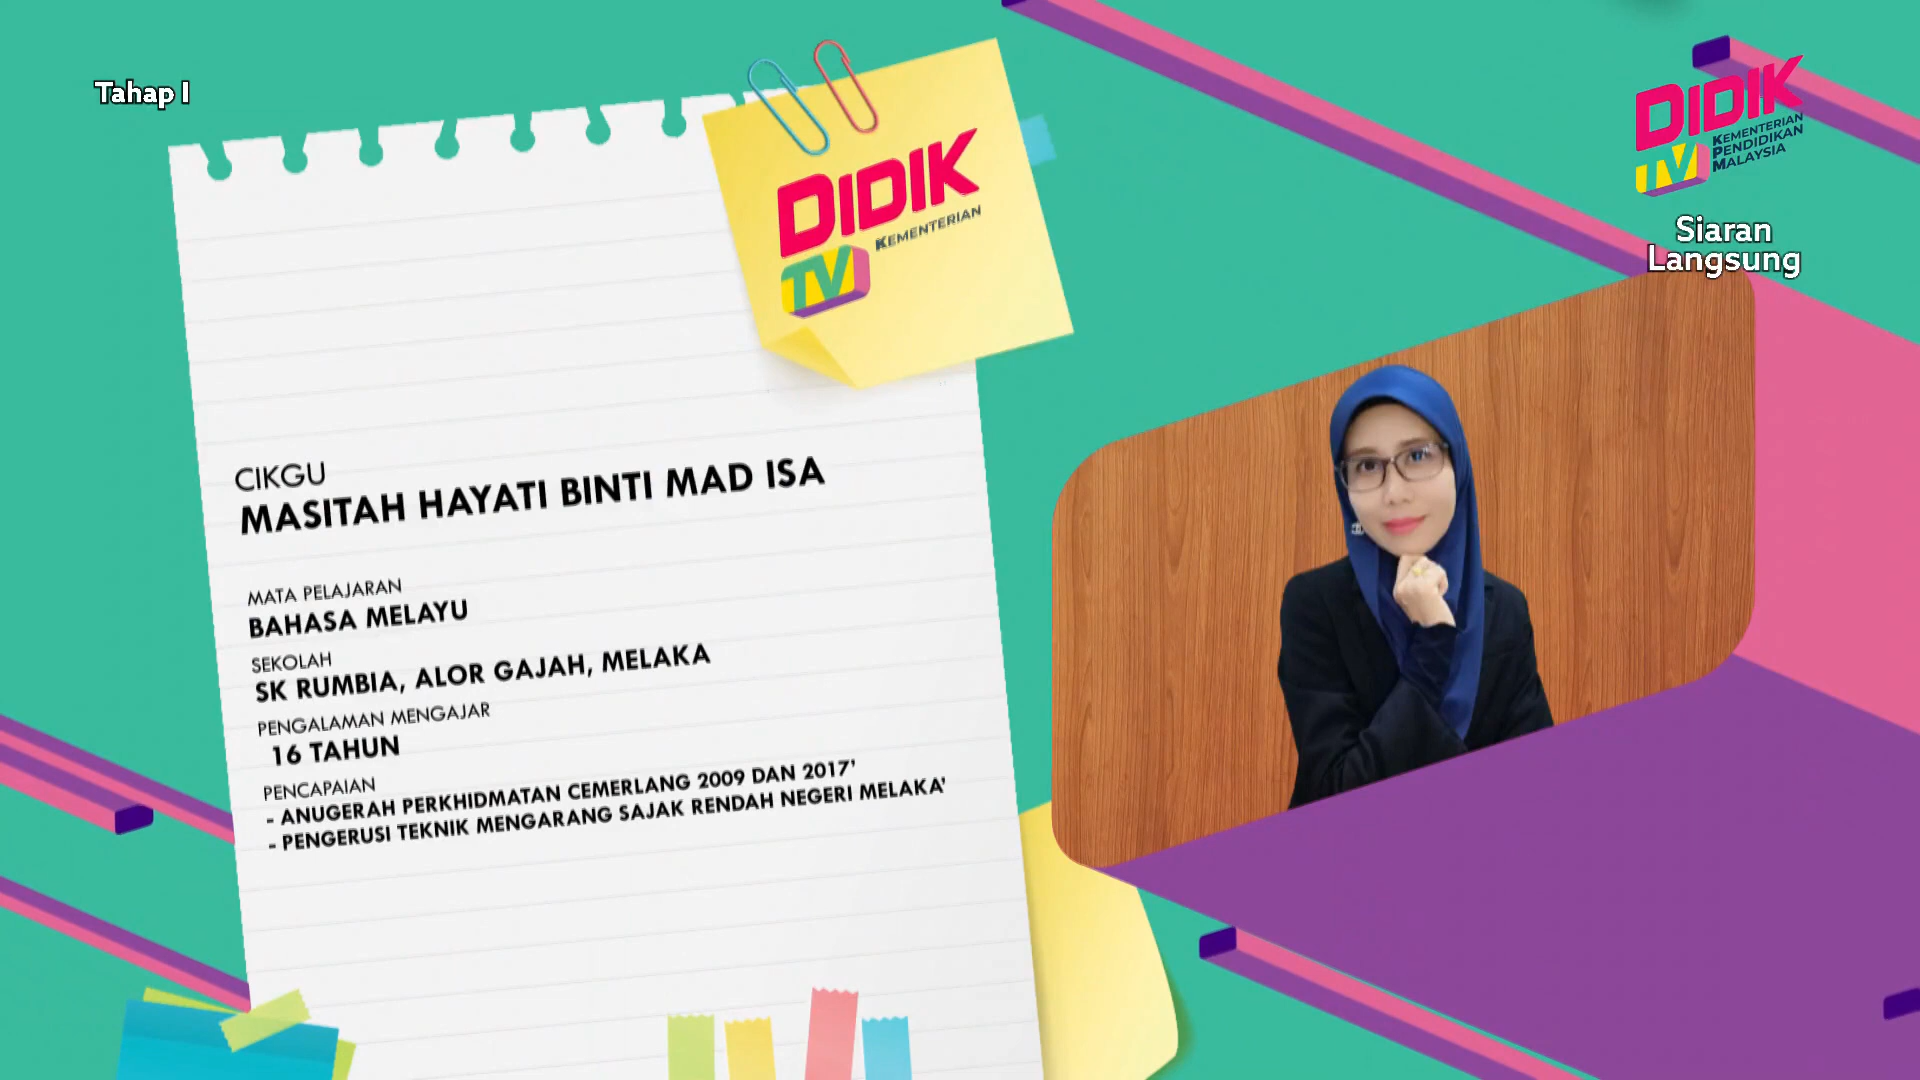 Tahap 1
DIDIK
TV
KEMENTERIAN
DIDIK
TV
KEMENTERIAN
PENDIDIKAN
MALAYSIA
Siaran
Langsung
CIKGU
MASITAH HAYATI BINTI MAD ISA
MATA PELAJARAN
BAHASA MELAYU
SEKOLAH
SK RUMBIA, ALOR GAJAH, MELAKA
PENGALAMAN MENGAJAR
16 TAHUN
PENCAPAIAN
- ANUGERAH PERKHIDMATAN CEMERLANG 2009 DAN 2017'
- PENGERUSI TEKNIK MENGARANG SAJAK RENDAH NEGERI MELAKA'